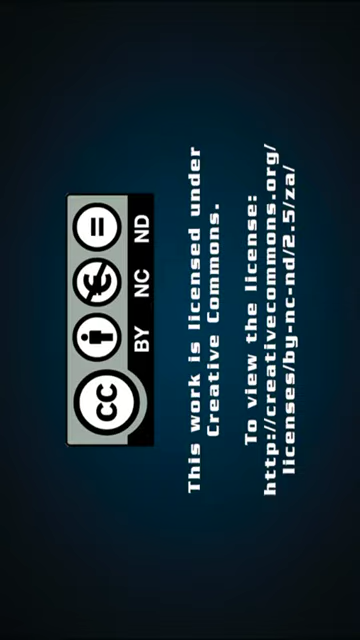 CC
BY NC ND
This work is licensed under
Creative Commons.
To view the license:
http://creativecommons.org/
licenses/by-nc-nd/2.5/za/